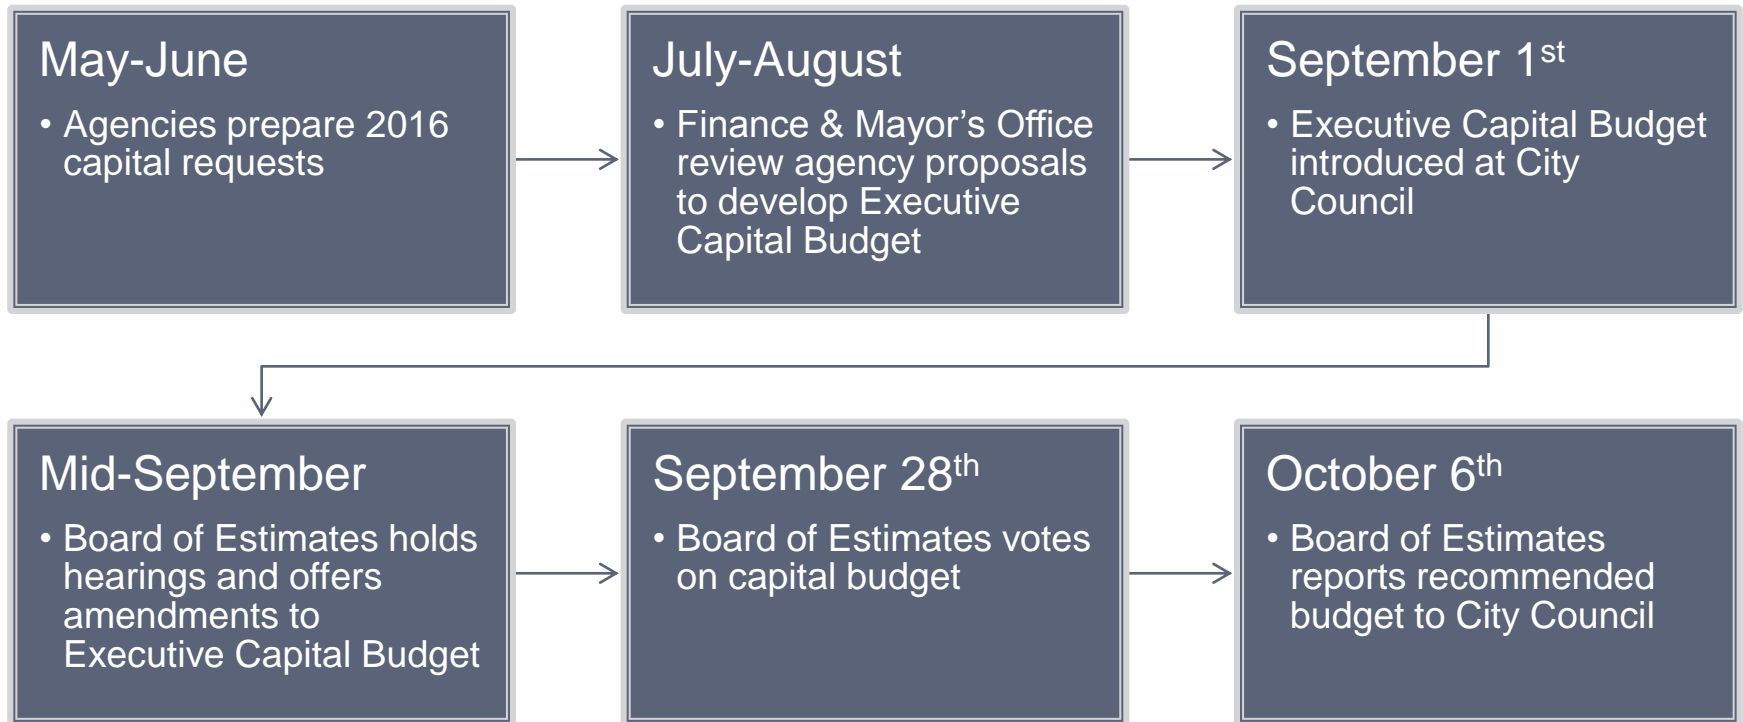 May-June
• Agencies prepare 2016
capital requests
July-August
• Finance & Mayor’s Office
review agency proposals
to develop Executive
Capital Budget
September 1st
• Executive Capital Budget
introduced at City
Council
Mid-September
• Board of Estimates holds
hearings and offers
amendments to
Executive Capital Budget
September 28th
• Board of Estimates votes
on capital budget
October 6th
• Board of Estimates
reports recommended
budget to City Council